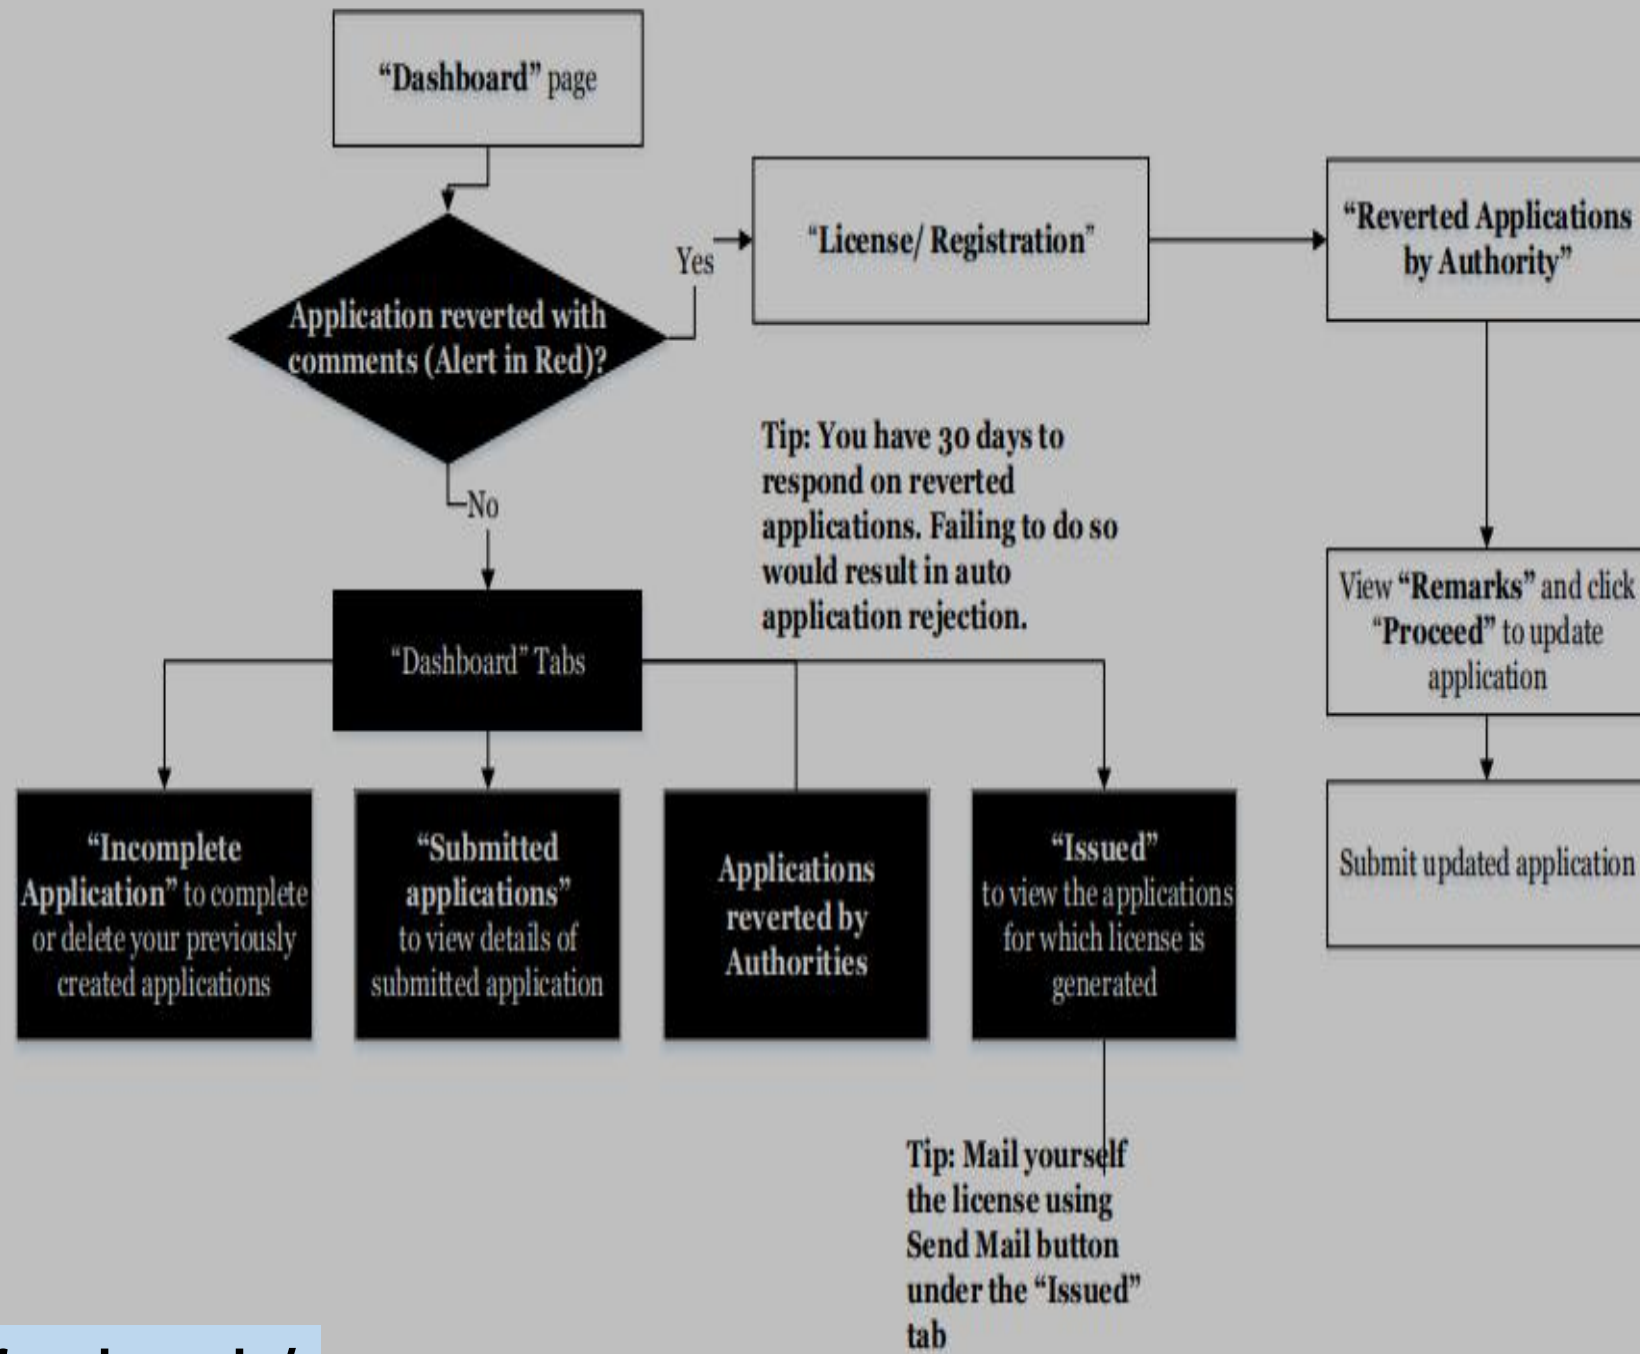 “Dashboard” page
Application reverted with
comments (Alert in Red)?
Yes
“License/ Registration”
“Reverted Applications
by Authority”
No
Tip: You have 30 days to
respond on reverted
applications. Failing to do so
would result in auto
application rejection.
View “Remarks” and click
“Proceed” to update
application
“Dashboard” Tabs
“Incomplete
Application” to complete
or delete your previously
created applications
“Submitted
applications”
to view details of
submitted application
Applications
reverted by
Authorities
“Issued”
to view the applications
for which license is
generated
Submit updated application
Tip: Mail yourself
the license using
Send Mail button
under the “Issued”
tab